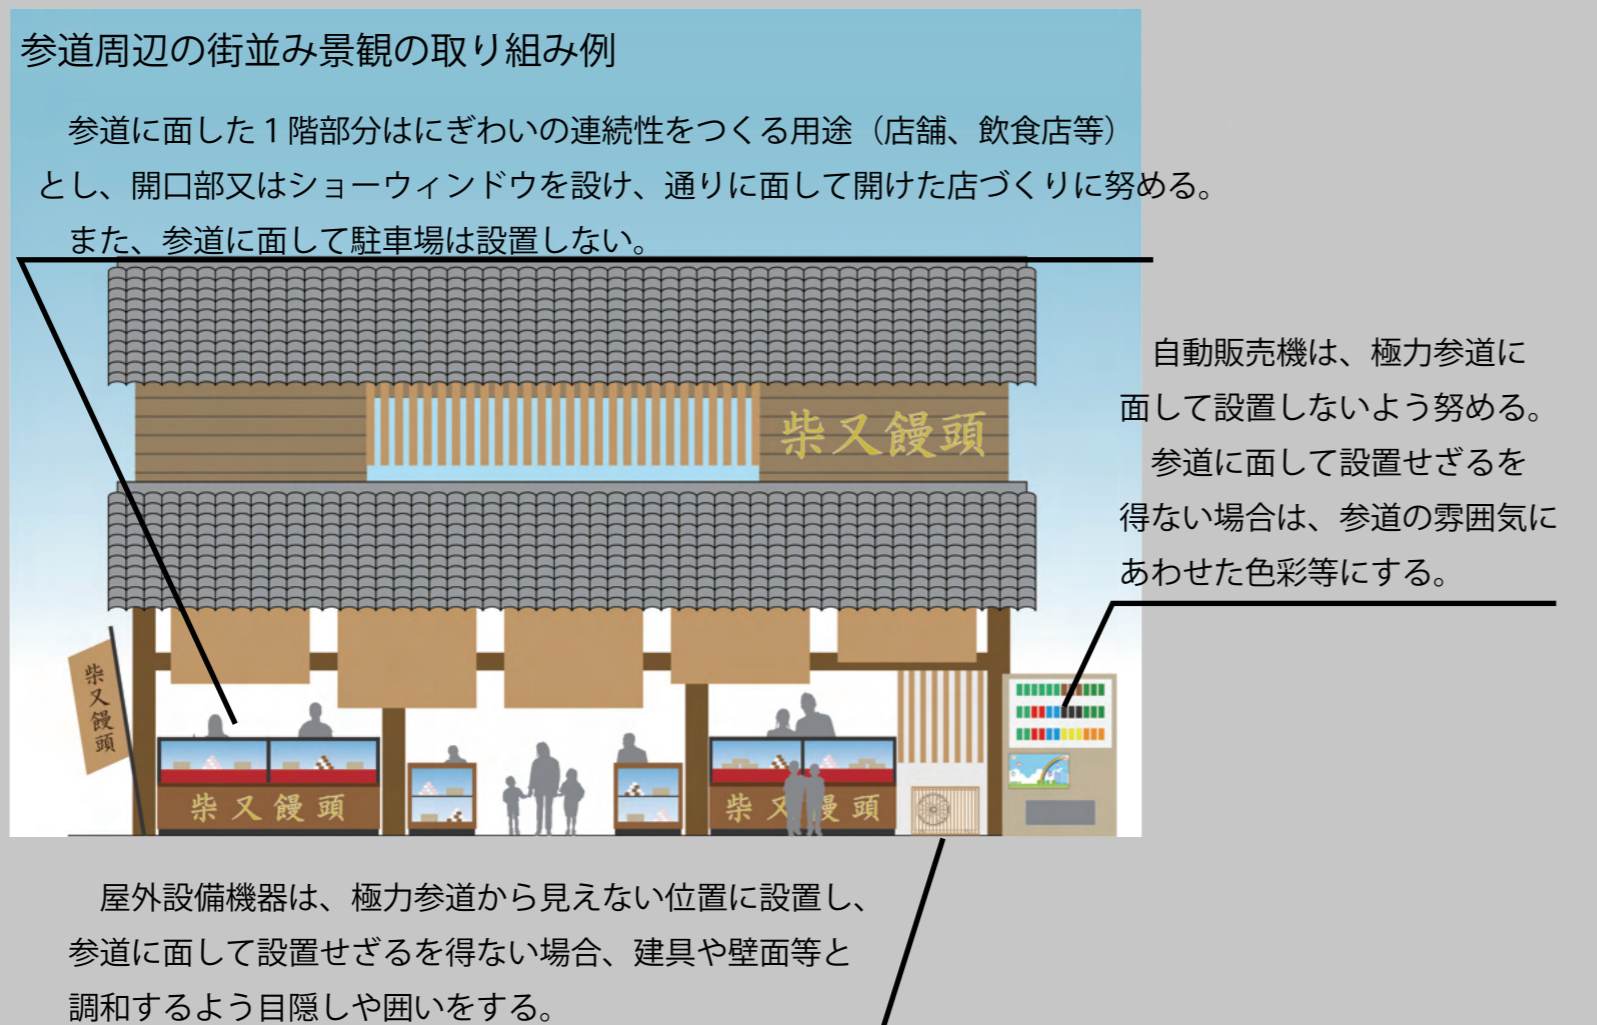 参道周辺の街並み景観の取り組み例
参道に面した１階部分はにぎわいの連続性をつくる用途（店舗、飲食店等）
とし、開口部又はショーウィンドウを設け、通りに面して開けた店づくりに努める。
また、参道に面して駐車場は設置しない。
自動販売機は、極力参道に
面して設置しないよう努める。
参道に面して設置せざるを
得ない場合は、参道の雰囲気に
あわせた色彩等にする。
柴又饅頭
柴又饅頭
柴又饅頭
柴又饅頭
屋外設備機器は、極力参道から見えない位置に設置し、
参道に面して設置せざるを得ない場合、建具や壁面等と
調和するよう目隠しや囲いをする。